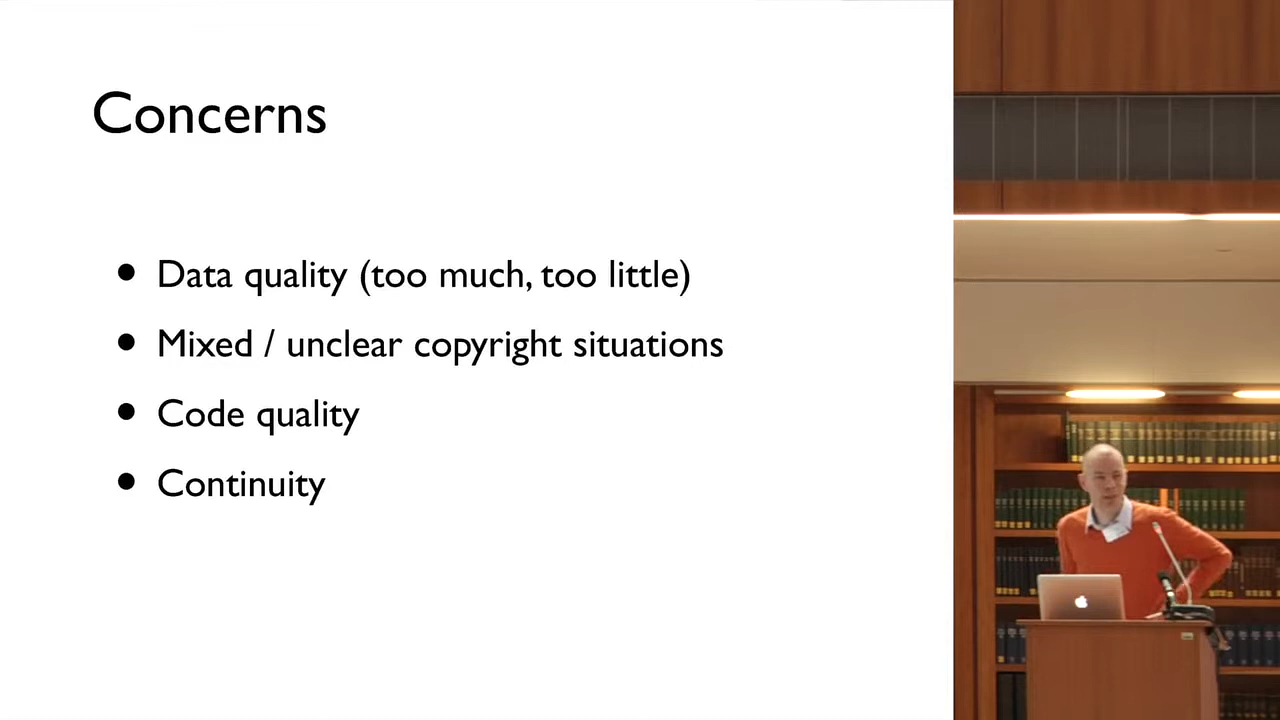 Concerns
• Data quality (too much, too little)
• Mixed / unclear copyright situations
• Code quality
• Continuity